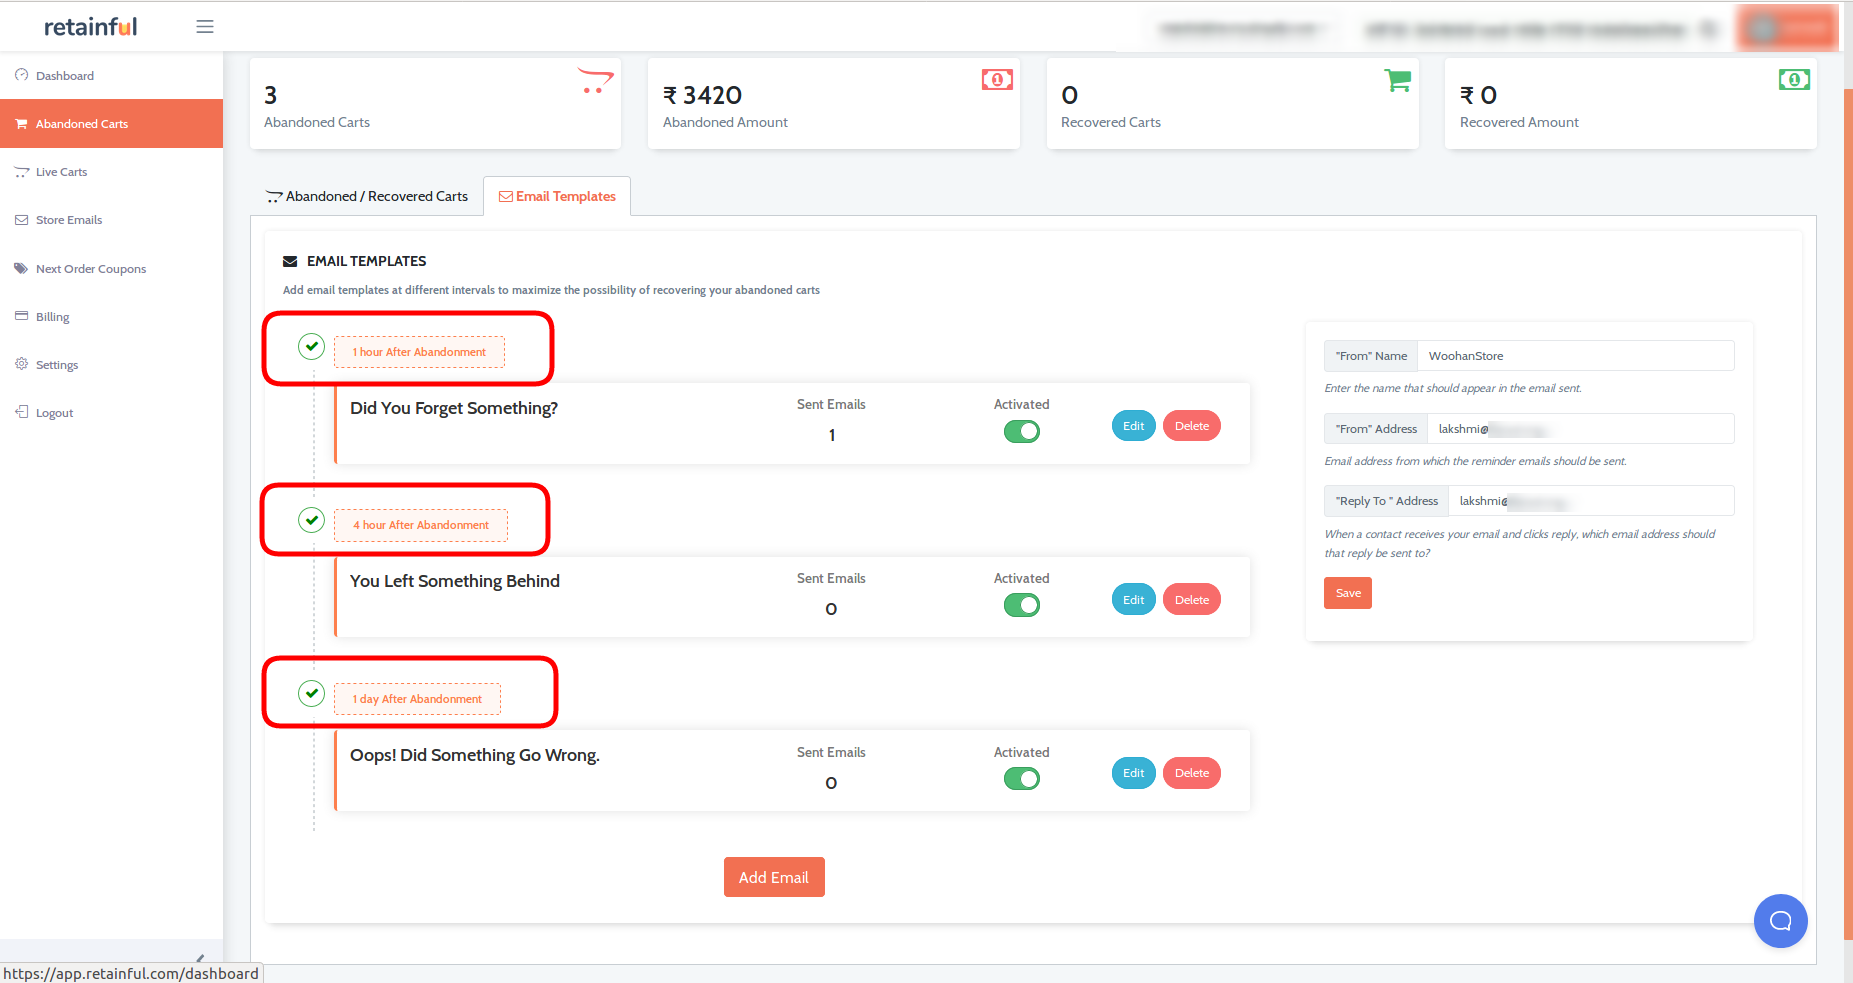 retainful
Dashboard
Abandoned Carts
Live Carts
Store Emails
Next Order Coupons
Billing
Settings
Logout
3
Abandoned Carts
₹ 3420
Abandoned Amount
0
Recovered Carts
₹ 0
Recovered Amount
Abandoned / Recovered Carts
Email Templates
EMAIL TEMPLATES
Add email templates at different intervals to maximize the possibility of recovering your abandoned carts
1 hour After Abandonment
Did You Forget Something?
Sent Emails
1
Activated
Edit
Delete
4 hour After Abandonment
You Left Something Behind
Sent Emails
0
Activated
Edit
Delete
1 day After Abandonment
Oops! Did Something Go Wrong.
Sent Emails
0
Activated
Edit
Delete
Add Email
"From" Name WoohanStore
Enter the name that should appear in the email sent.
"From" Address lakshmi@
Email address from which the reminder emails should be sent.
"Reply To " Address lakshmi@
When a contact receives your email and clicks reply, which email address should
that reply be sent to?
Save
https://app.retainful.com/dashboard